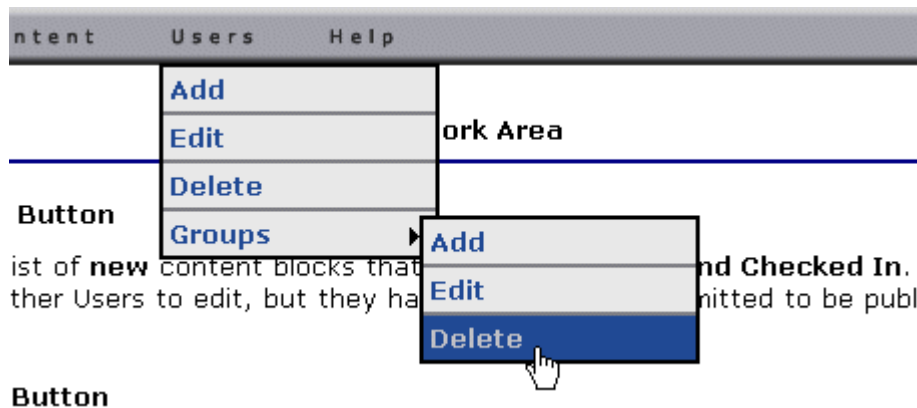 ntent Users Help
Add
Edit
ork Area
Delete
Button
Groups
Add
ist of new content blocks that nd Checked In.
Edit
ther Users to edit, but they ha nitted to be publ
Delete
Button